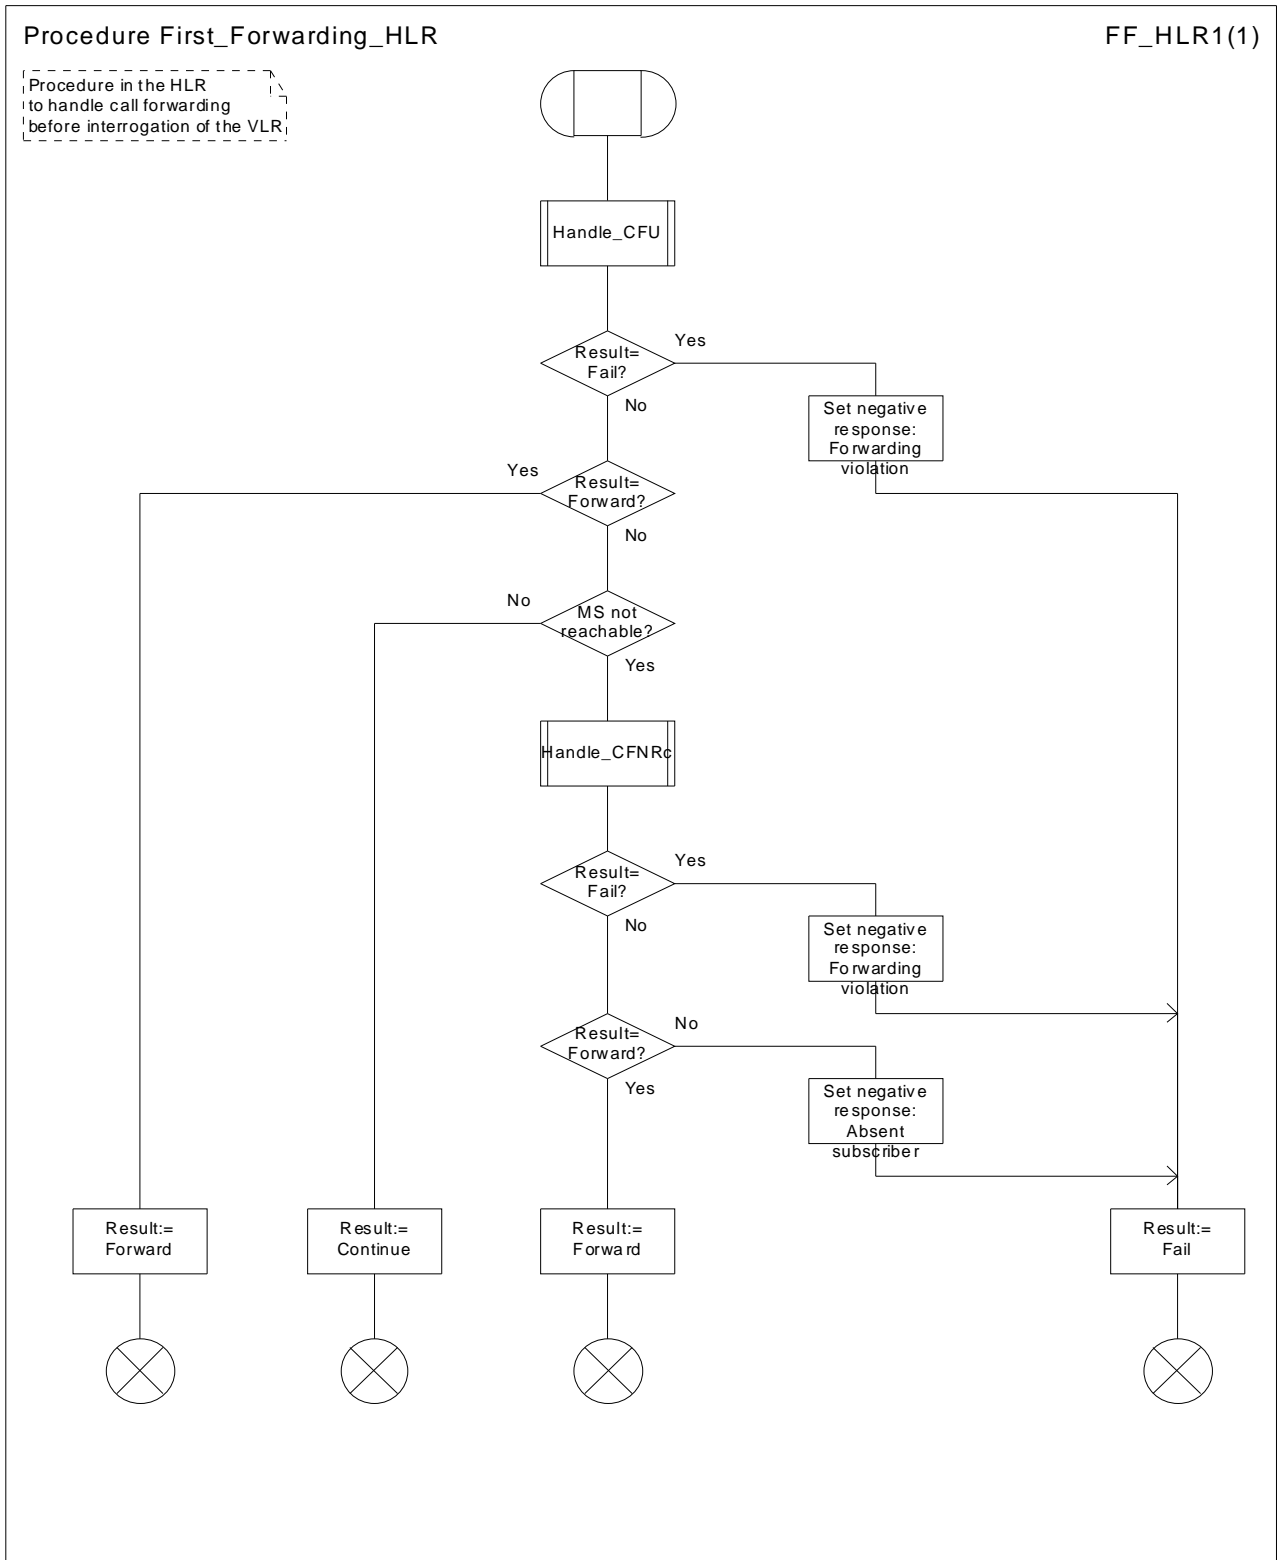 Procedure First_Forwarding_HLR
FF_HLR1(1)
Procedure in the HLR
to handle call forwarding
before interrogation of the VLR
Handle_CFU
Result=
Fail?
Yes
No
Set negative
response:
Forwarding
violation
Yes
Result=
Forward?
No
No
MS not
reachable?
Yes
Handle_CFNRc
Result=
Fail?
Yes
No
Set negative
response:
Forwarding
violation
Result=
Forward?
No
Yes
Set negative
response:
Absent
subscriber
Result:=
Forward
Result:=
Continue
Result:=
Forward
Result:=
Fail